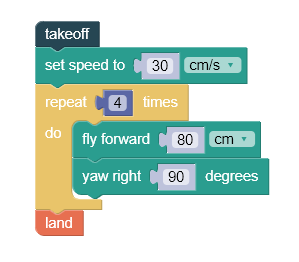 takeoff
set speed to 30 cm/s
repeat 4 times
do
fly forward 80 cm
yaw right 90 degrees
land